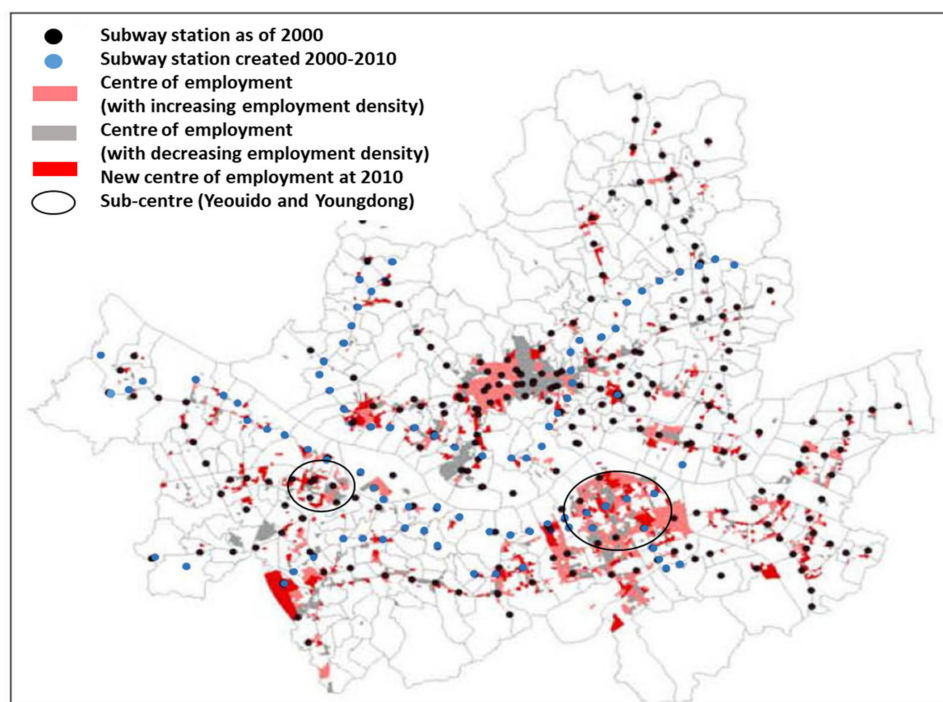 Subway station as of 2000
Subway station created 2000-2010
Centre of employment
(with increasing employment density)
Centre of employment
(with decreasing employment density)
New centre of employment at 2010
Sub-centre (Yeouido and Youngdong)